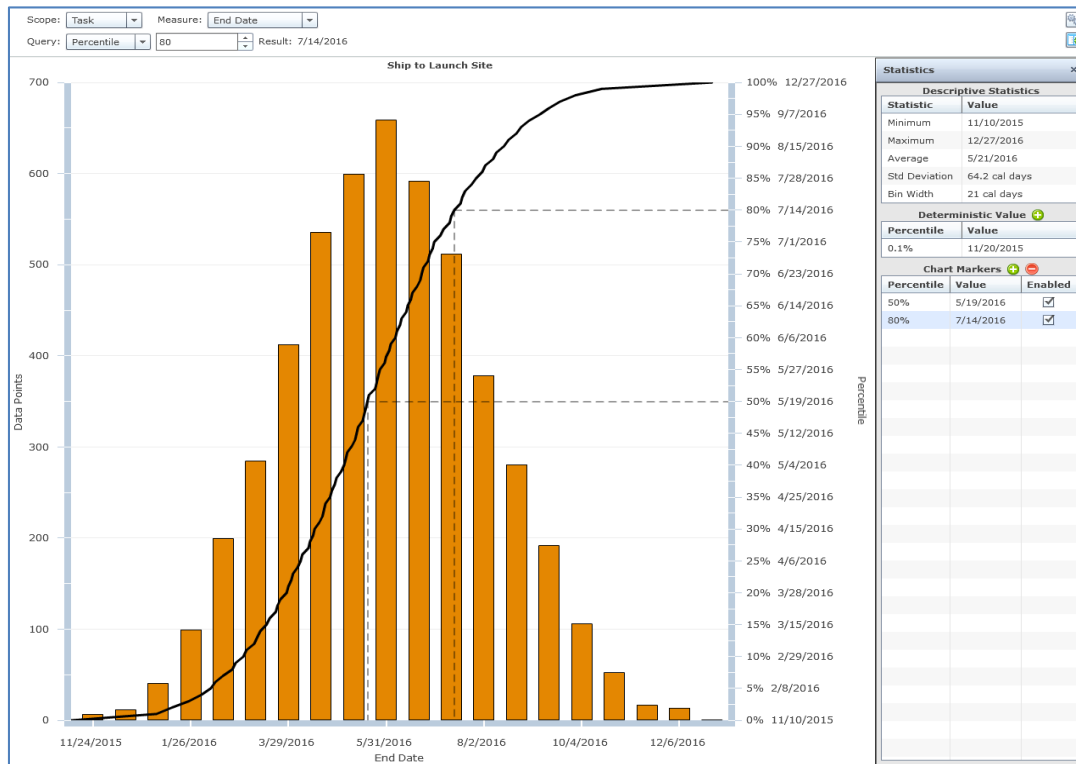 Scope: Task Measure: End Date
Query: Percentile 80 Result: 7/14/2016
Ship to Launch Site
700
600
500
400
300
200
100
0
Data Points
11/24/2015 1/26/2016 3/29/2016 5/31/2016 8/2/2016 10/4/2016 12/6/2016
End Date
100% 12/27/2016
95% 9/7/2016
90% 8/15/2016
85% 7/28/2016
80% 7/14/2016
75% 7/1/2016
70% 6/23/2016
65% 6/14/2016
60% 6/6/2016
55% 5/27/2016
50% 5/19/2016
45% 5/12/2016
40% 5/4/2016
35% 4/25/2016
30% 4/15/2016
25% 4/6/2016
20% 3/28/2016
15% 3/15/2016
10% 2/29/2016
5% 2/8/2016
0% 11/10/2015
Percentile
Statistics
Descriptive Statistics
Statistic Value
Minimum 11/10/2015
Maximum 12/27/2016
Average 5/21/2016
Std Deviation 64.2 cal days
Bin Width 21 cal days
Deterministic Value
Percentile Value
0.1% 11/20/2015
Chart Markers
Percentile Value Enabled
50% 5/19/2016
80% 7/14/2016